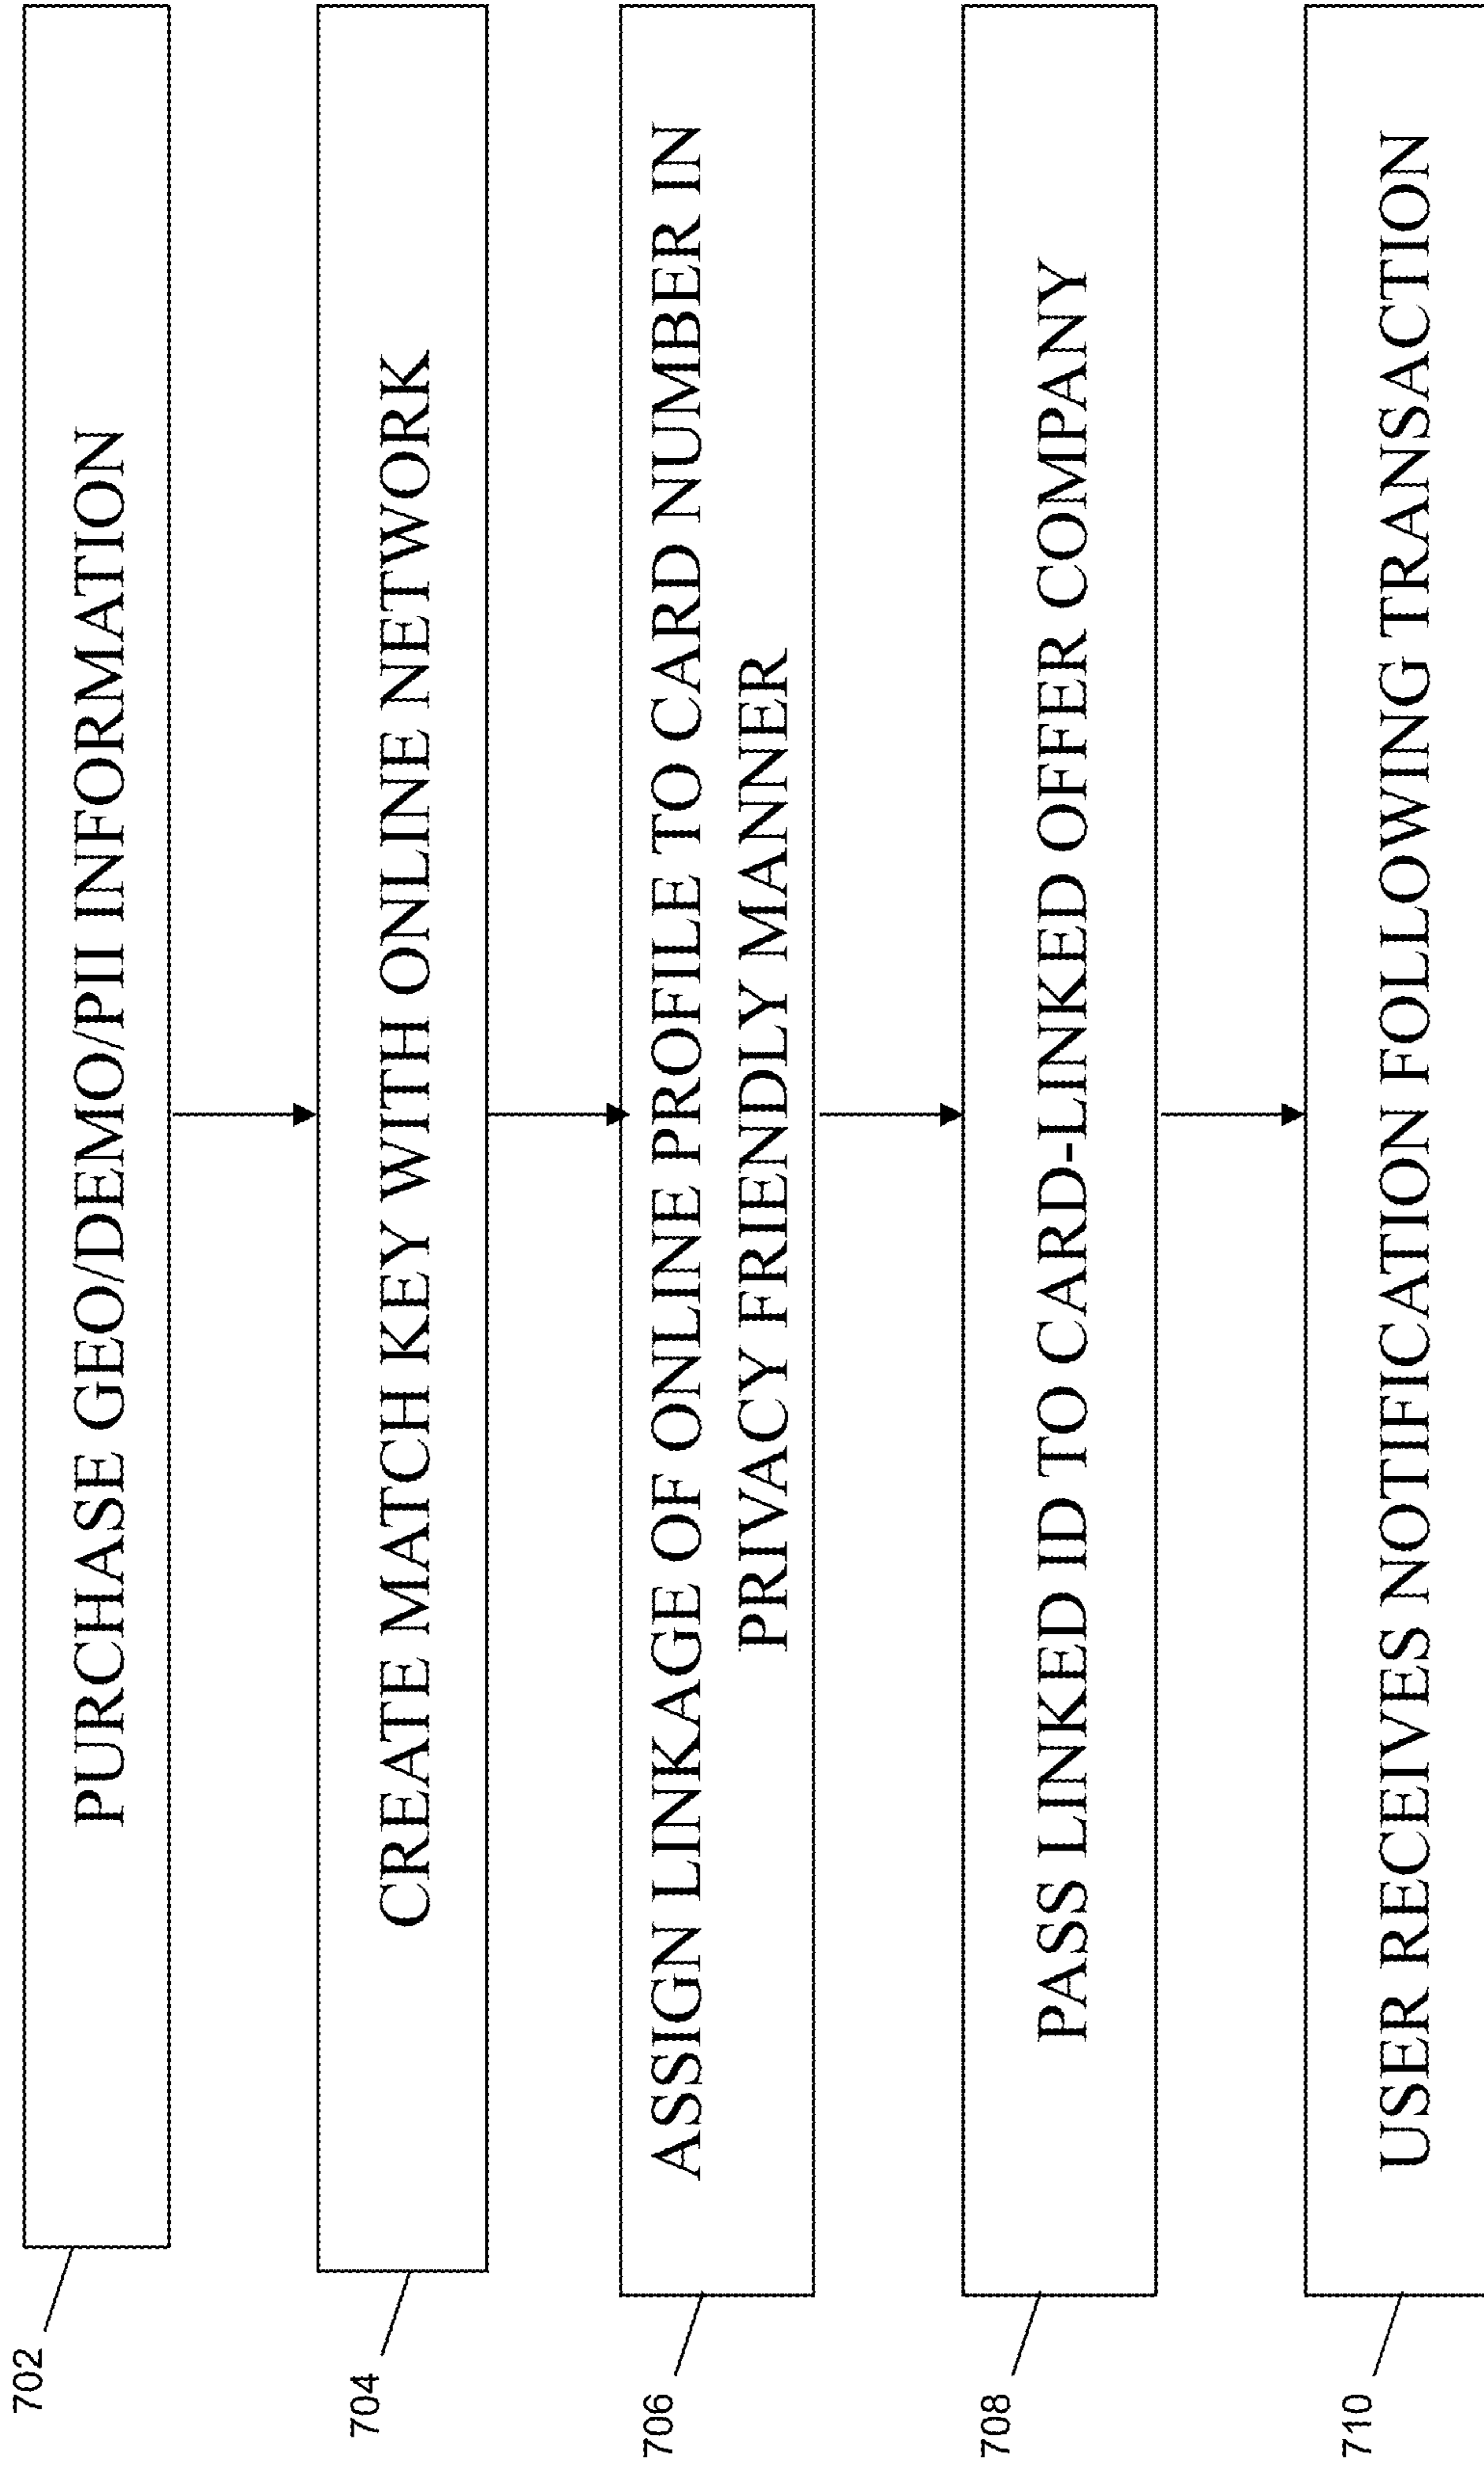 702
PURCHASE GEO/DEMO/PII INFORMATION
704
CREATE MATCH KEY WITH ONLINE NETWORK
706
ASSIGN LINKAGE OF ONLINE PROFILE TO CARD NUMBER IN
PRIVACY FRIENDLY MANNER
708
PASS LINKED ID TO CARD-LINKED OFFER COMPANY
710
USER RECEIVES NOTIFICATION FOLLOWING TRANSACTION